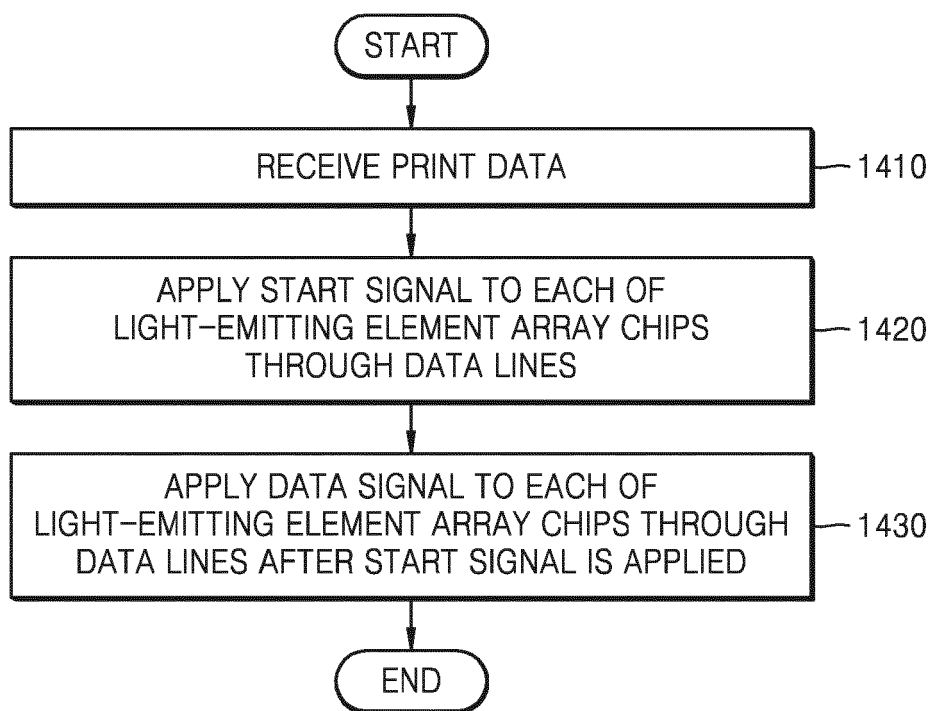 START
RECEIVE PRINT DATA
1410
APPLY START SIGNAL TO EACH OF
LIGHT-EMITTING ELEMENT ARRAY CHIPS
THROUGH DATA LINES
1420
APPLY DATA SIGNAL TO EACH OF
LIGHT-EMITTING ELEMENT ARRAY CHIPS THROUGH
DATA LINES AFTER START SIGNAL IS APPLIED
1430
END